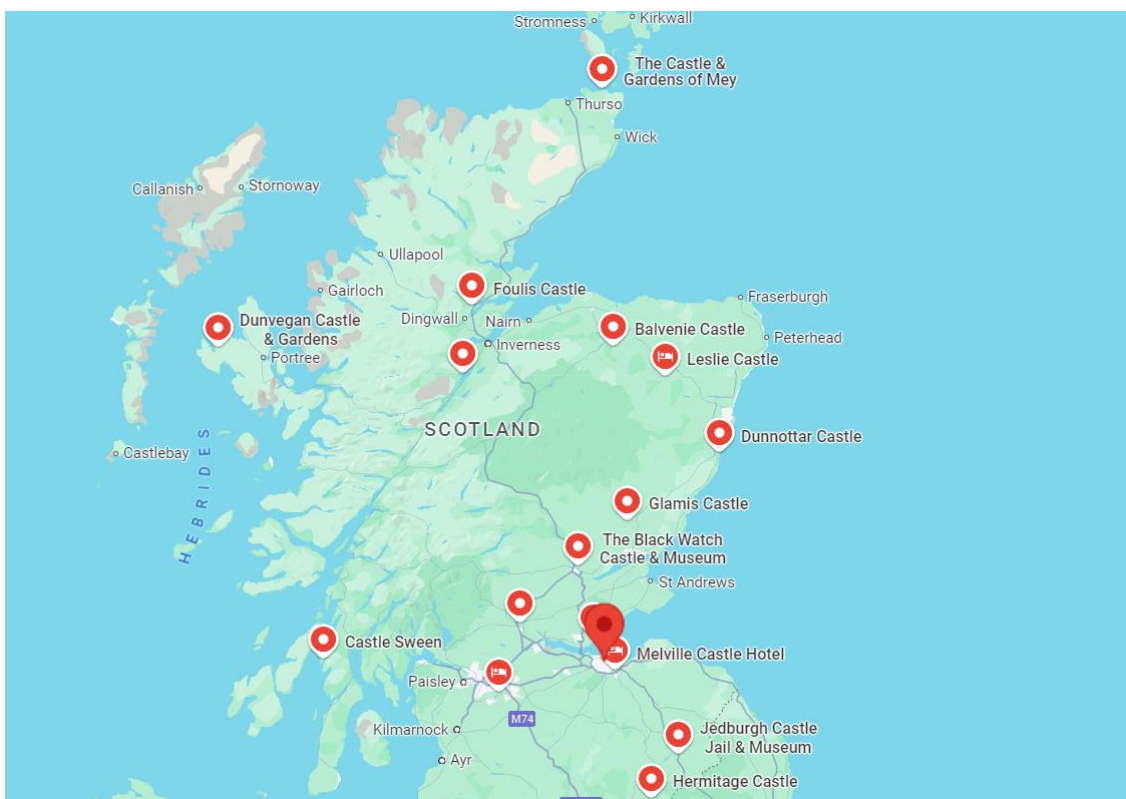 Stromness
Kirkwall
The Castle &
Gardens of Mey
Thurso
Wick
Callanish
Stornoway
Ullapool
Gairloch
Foulis Castle
Fraserburgh
Dunvegan Castle
& Gardens
Dingwall
Nairn
Balvenie Castle
Peterhead
Inverness
Portree
Leslie Castle
SCOTLAND
Dunnottar Castle
Castlebay
HEBRIDES
Glamis Castle
The Black Watch
Castle & Museum
St Andrews
Castle Sween
Melville Castle Hotel
Paisley
M74
Kilmarnock
Jedburgh Castle
Jail & Museum
Ayr
Hermitage Castle